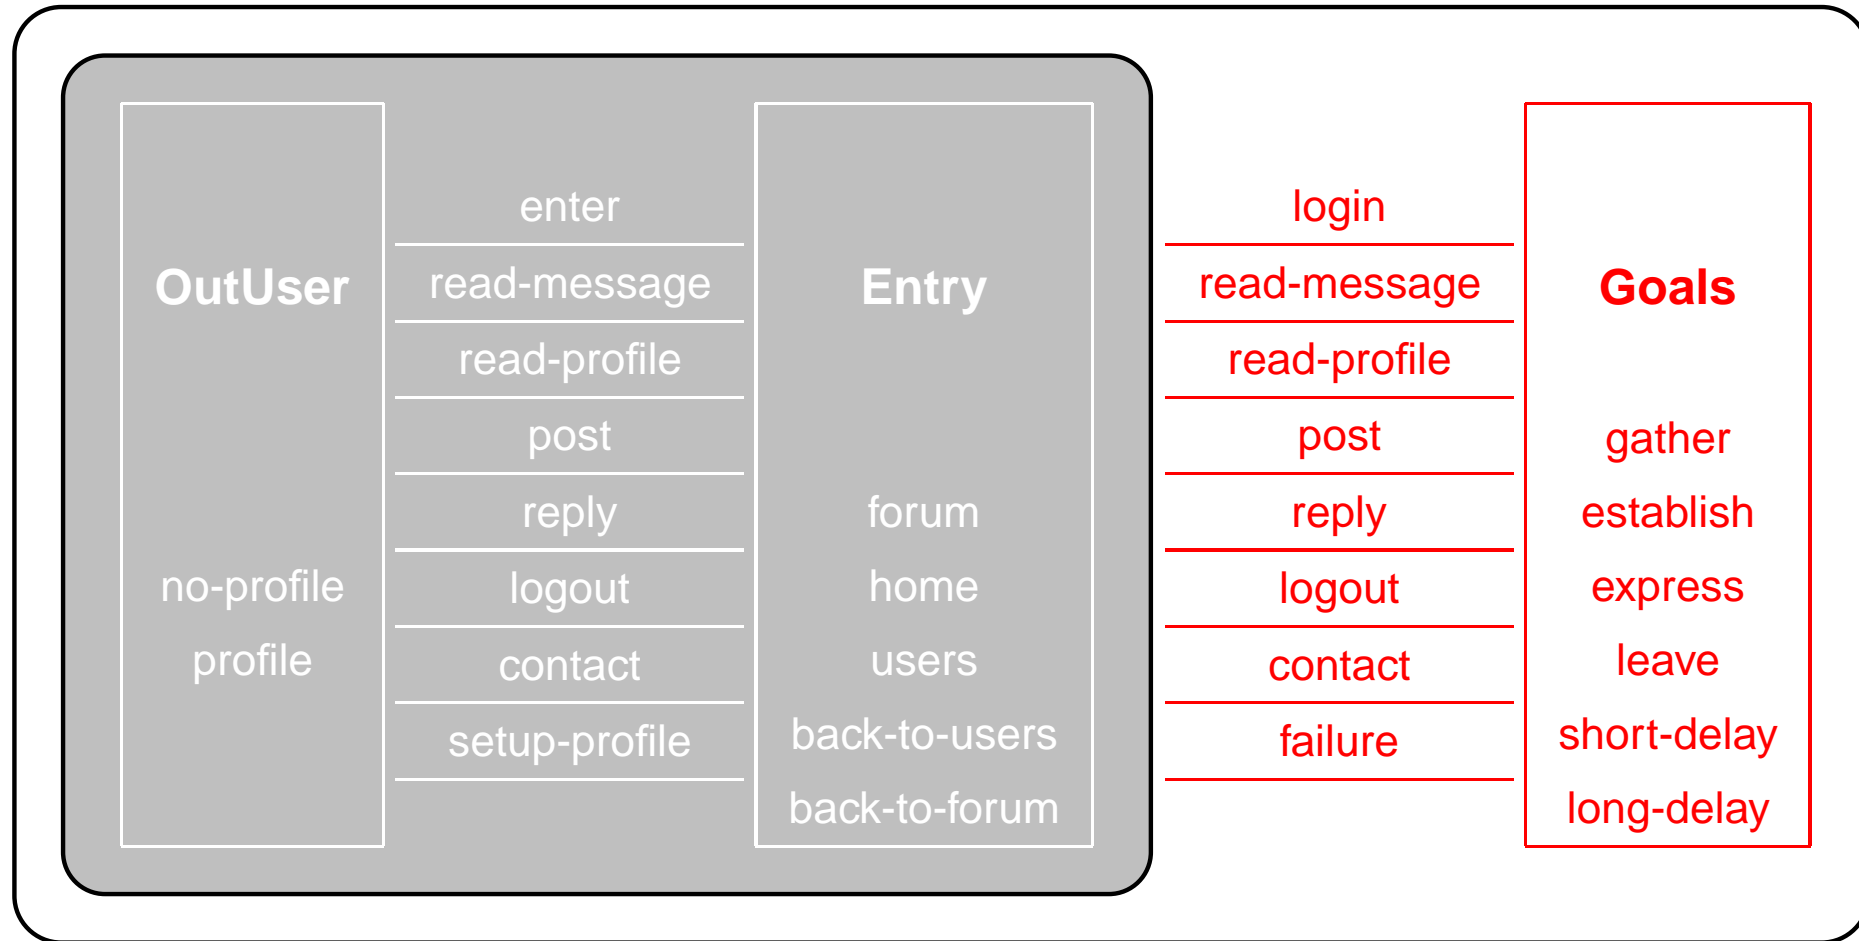 OutUser
no-profile
profile
enter
read-message
read-profile
post
reply
logout
contact
setup-profile
Entry
forum
home
users
back-to-users
back-to-forum
login
read-message
read-profile
post
reply
logout
contact
failure
Goals
gather
establish
express
leave
short-delay
long-delay